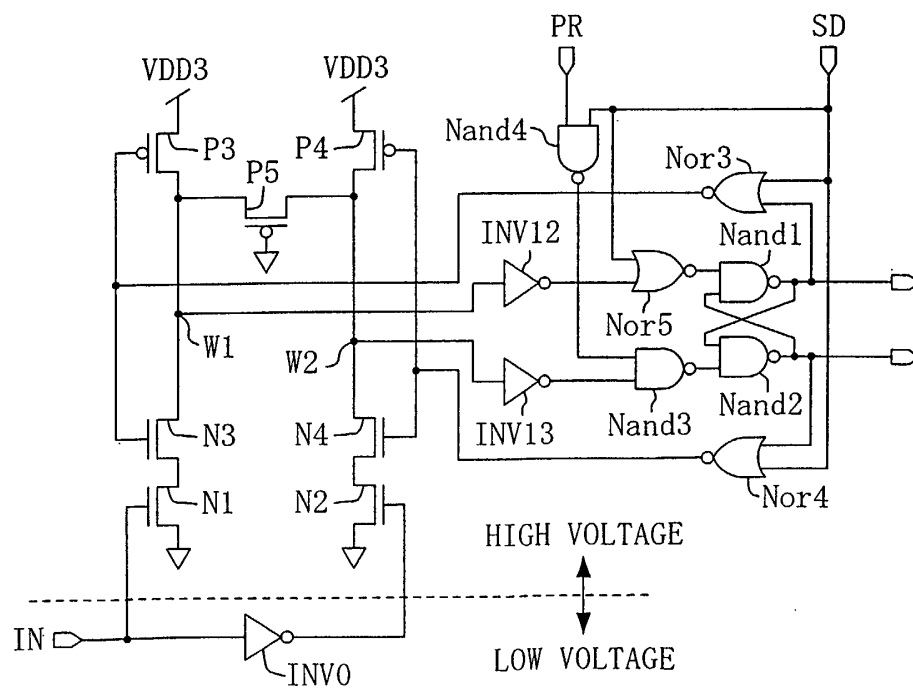 PR
SD
VDD3
VDD3
Nand4
P3
P4
Nor3
P5
INV12
Nand1
Nor5
W1
W2
N3
N4
INV13
Nand3
Nand2
N1
N2
Nor4
HIGH VOLTAGE
IN
INV0
LOW VOLTAGE